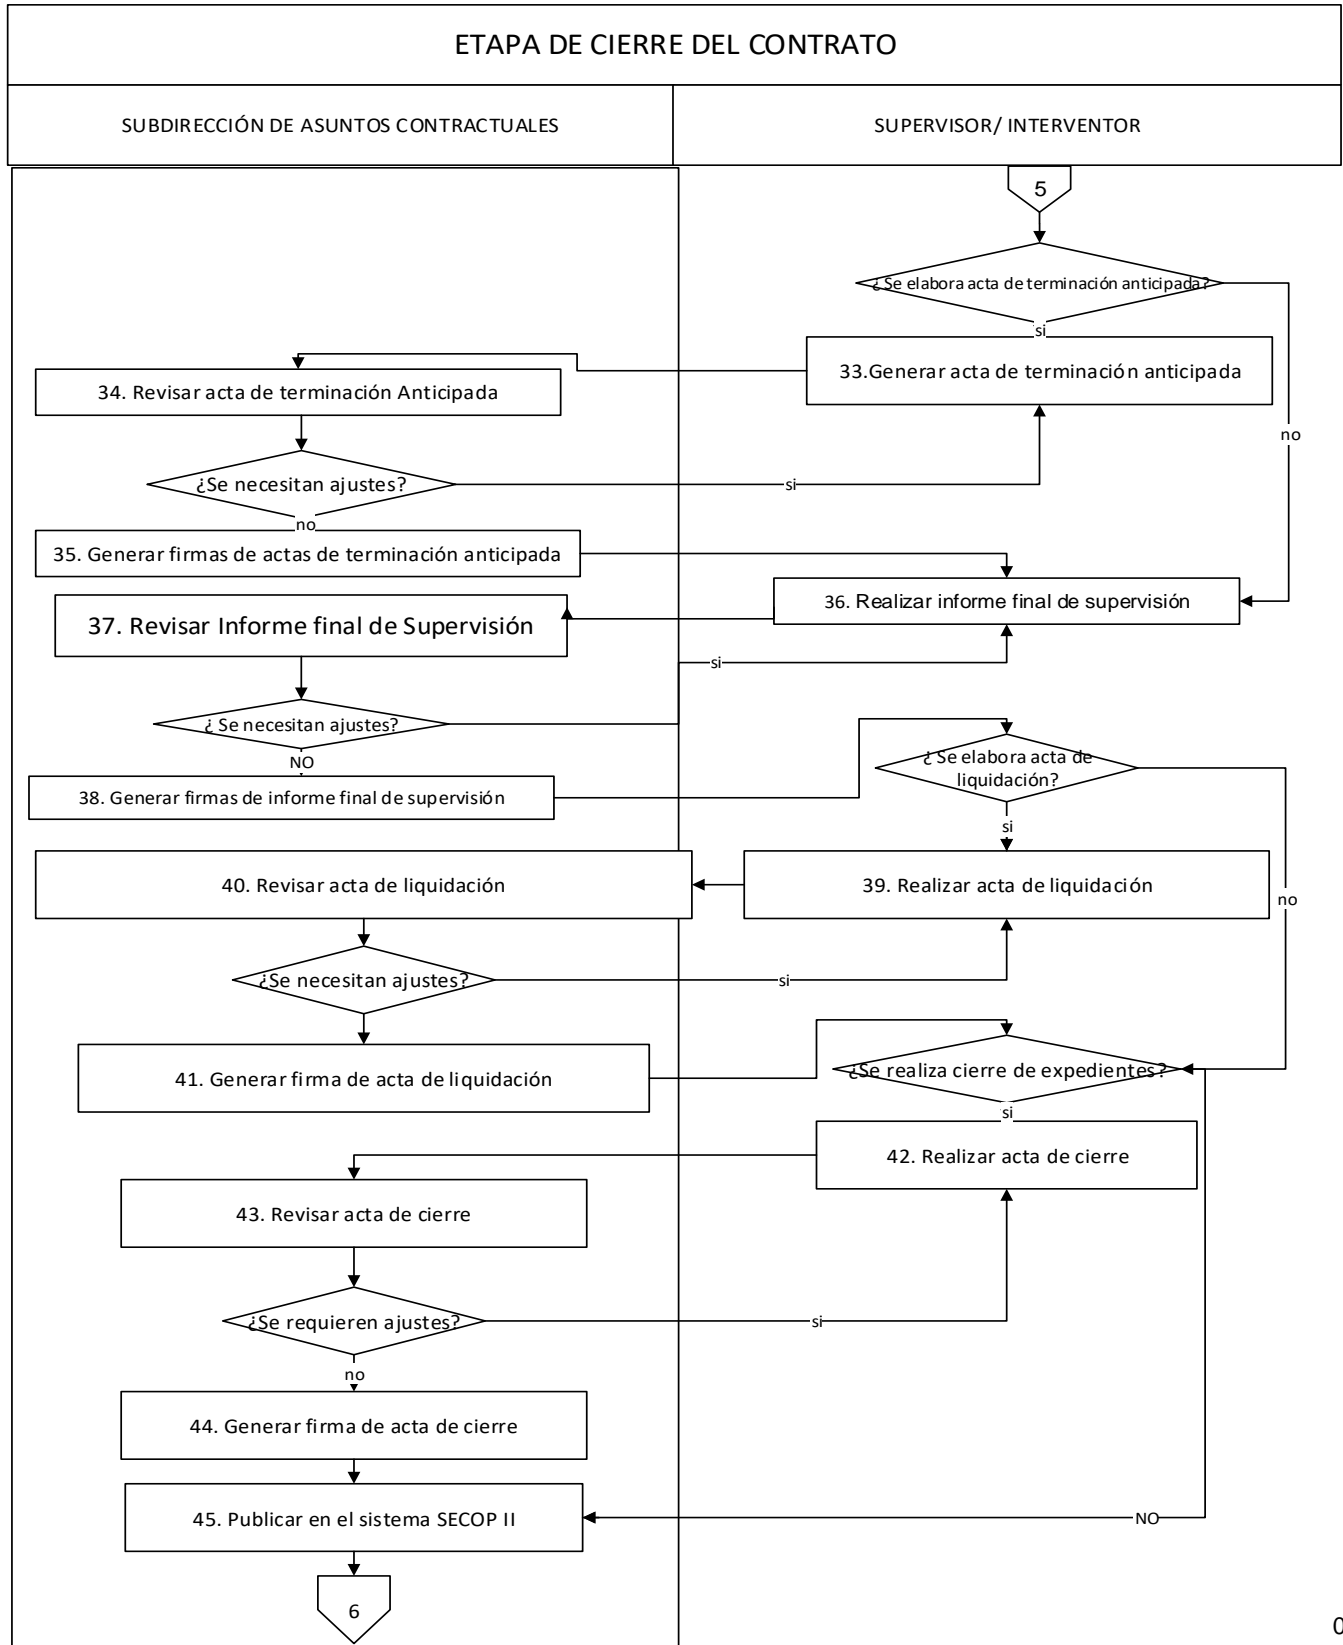 ETAPA DE CIERRE DEL CONTRATO
SUBDIRECCIÓN DE ASUNTOS CONTRACTUALES
SUPERVISOR/ INTERVENTOR
5
¿ Se elabora acta de terminación anticipada?
si
no
33.Generar acta de terminación anticipada
34. Revisar acta de terminación Anticipada
¿Se necesitan ajustes?
si
no
35. Generar firmas de actas de terminación anticipada
36. Realizar informe final de supervisión
37. Revisar Informe final de Supervisión
si
¿ Se necesitan ajustes?
NO
38. Generar firmas de informe final de supervisión
¿ Se elabora acta de
liquidación?
si
no
39. Realizar acta de liquidación
40. Revisar acta de liquidación
¿Se necesitan ajustes?
si
41. Generar firma de acta de liquidación
¿Se realiza cierre de expedientes?
si
42. Realizar acta de cierre
43. Revisar acta de cierre
¿Se requieren ajustes?
si
no
44. Generar firma de acta de cierre
45. Publicar en el sistema SECOP II
NO
6
0